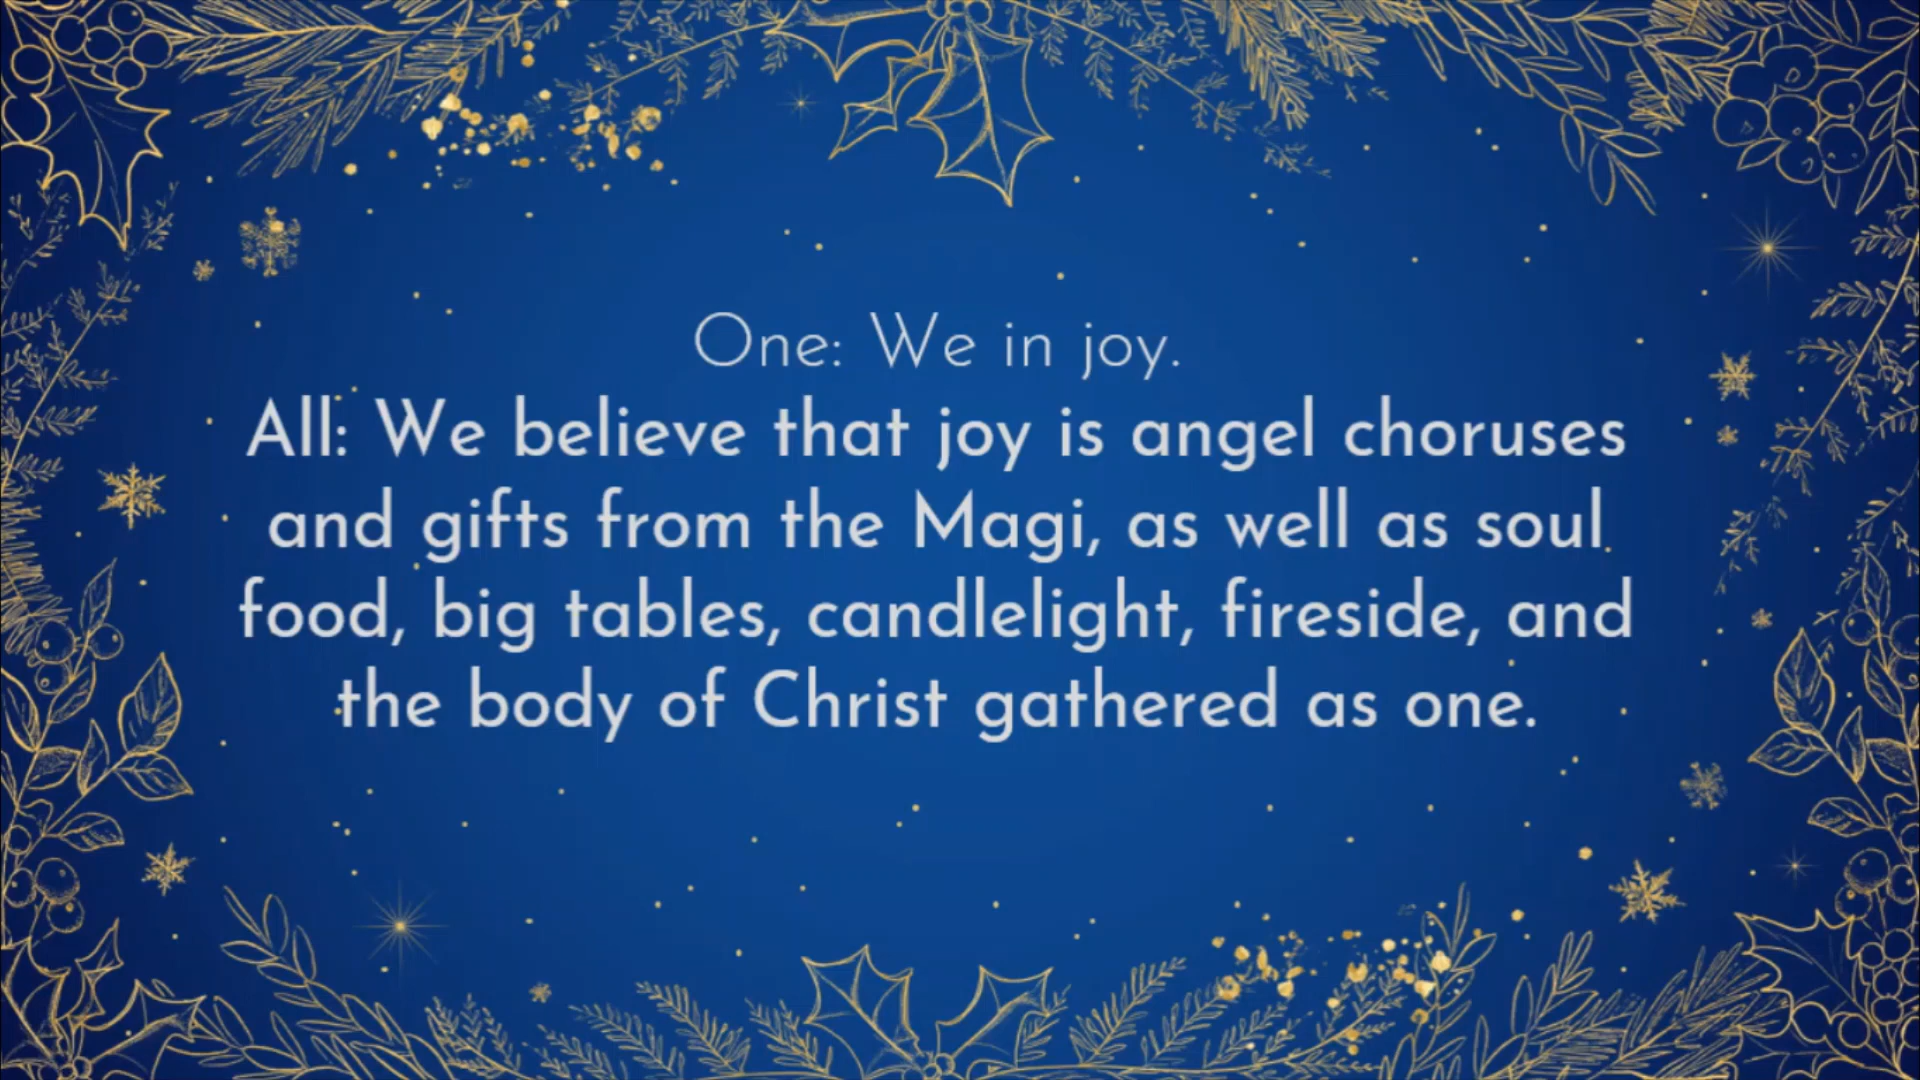 One: We in joy.
All: We believe that joy is angel choruses
and gifts from the Magi, as well as soul
food, big tables, candlelight, fireside, and
the body of Christ gathered as one.